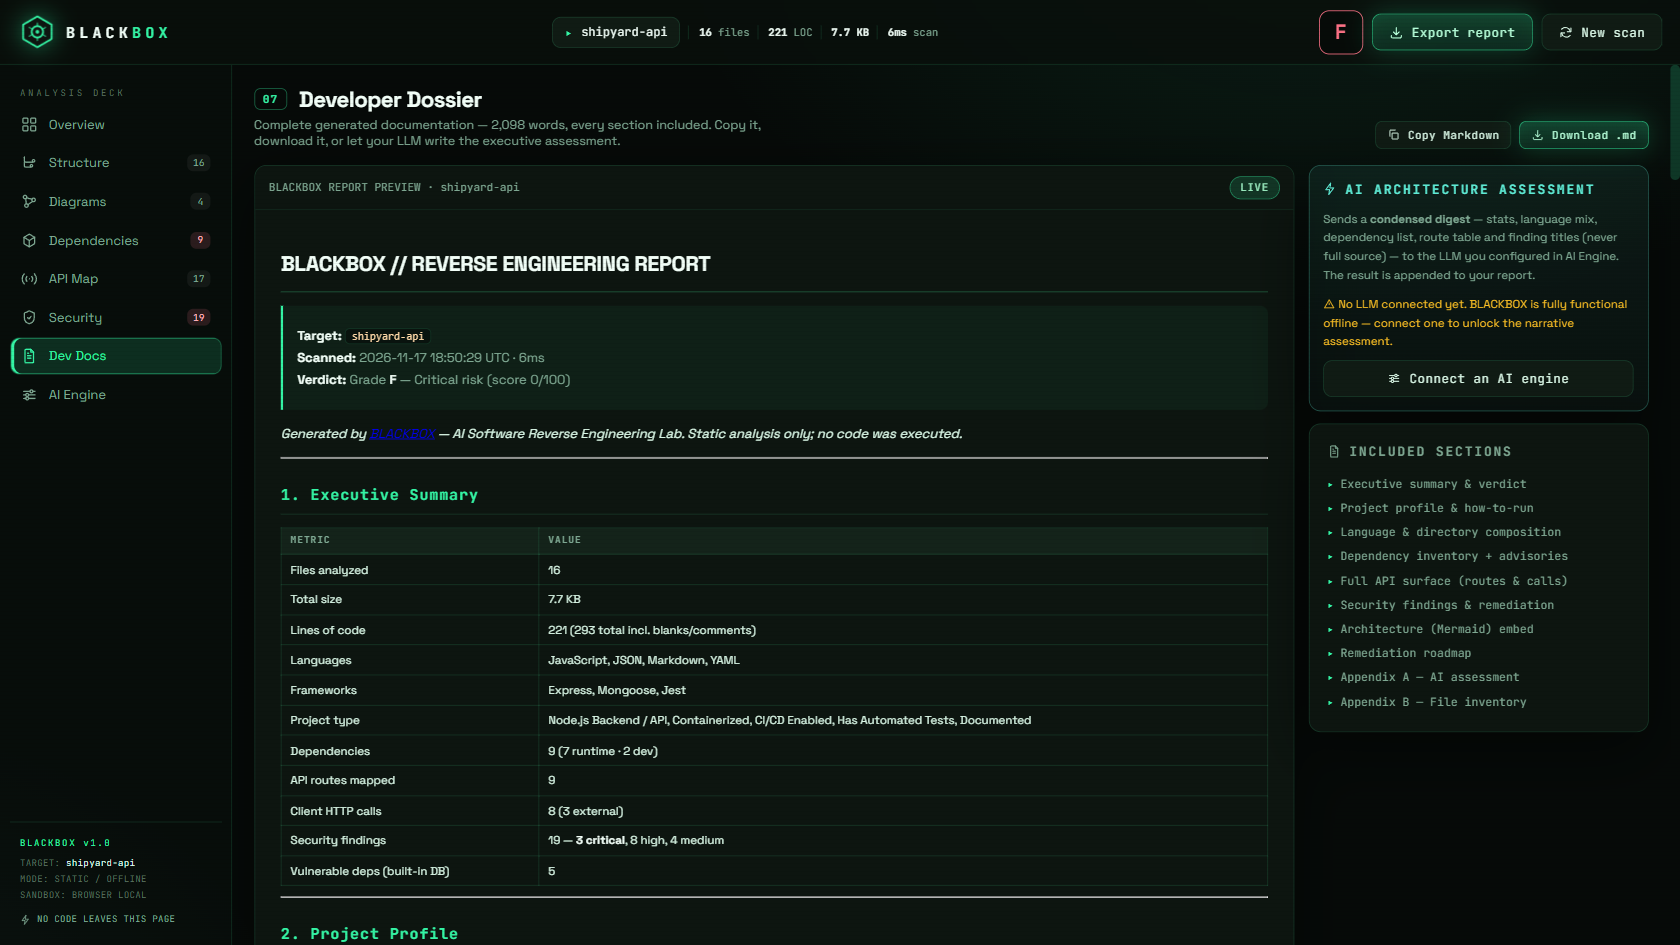 BLACKBOX
shipyard-api
16 files
221 LOC
7.7 KB
6ms scan
F
Export report
New scan
ANALYSIS DECK
Overview
Structure 16
Diagrams 4
Dependencies 9
API Map 17
Security 19
Dev Docs
AI Engine
BLACKBOX v1.0
TARGET: shipyard-api
MODE: STATIC / OFFLINE
SANDBOX: BROWSER LOCAL
NO CODE LEAVES THIS PAGE
07 Developer Dossier
Complete generated documentation — 2,098 words, every section included. Copy it,
download it, or let your LLM write the executive assessment.
Copy Markdown
Download .md
BLACKBOX REPORT PREVIEW · shipyard-api
LIVE
BLACKBOX // REVERSE ENGINEERING REPORT
Target: shipyard-api
Scanned: 2026-11-17 18:50:29 UTC · 6ms
Verdict: Grade F — Critical risk (score 0/100)
Generated by BLACKBOX — AI Software Reverse Engineering Lab. Static analysis only; no code was executed.
1. Executive Summary
METRIC VALUE
Files analyzed 16
Total size 7.7 KB
Lines of code 221 (293 total incl. blanks/comments)
Languages JavaScript, JSON, Markdown, YAML
Frameworks Express, Mongoose, Jest
Project type Node.js Backend / API, Containerized, CI/CD Enabled, Has Automated Tests, Documented
Dependencies 9 (7 runtime · 2 dev)
API routes mapped 9
Client HTTP calls 8 (3 external)
Security findings 19 — 3 critical, 8 high, 4 medium
Vulnerable deps (built-in DB) 5
2. Project Profile
AI ARCHITECTURE ASSESSMENT
Sends a condensed digest — stats, language mix,
dependency list, route table and finding titles (never
full source) — to the LLM you configured in AI Engine.
The result is appended to your report.
⚠ No LLM connected yet. BLACKBOX is fully functional
offline — connect one to unlock the narrative
assessment.
Connect an AI engine
INCLUDED SECTIONS
▸ Executive summary & verdict
▸ Project profile & how-to-run
▸ Language & directory composition
▸ Dependency inventory + advisories
▸ Full API surface (routes & calls)
▸ Security findings & remediation
▸ Architecture (Mermaid) embed
▸ Remediation roadmap
▸ Appendix A — AI assessment
▸ Appendix B — File inventory